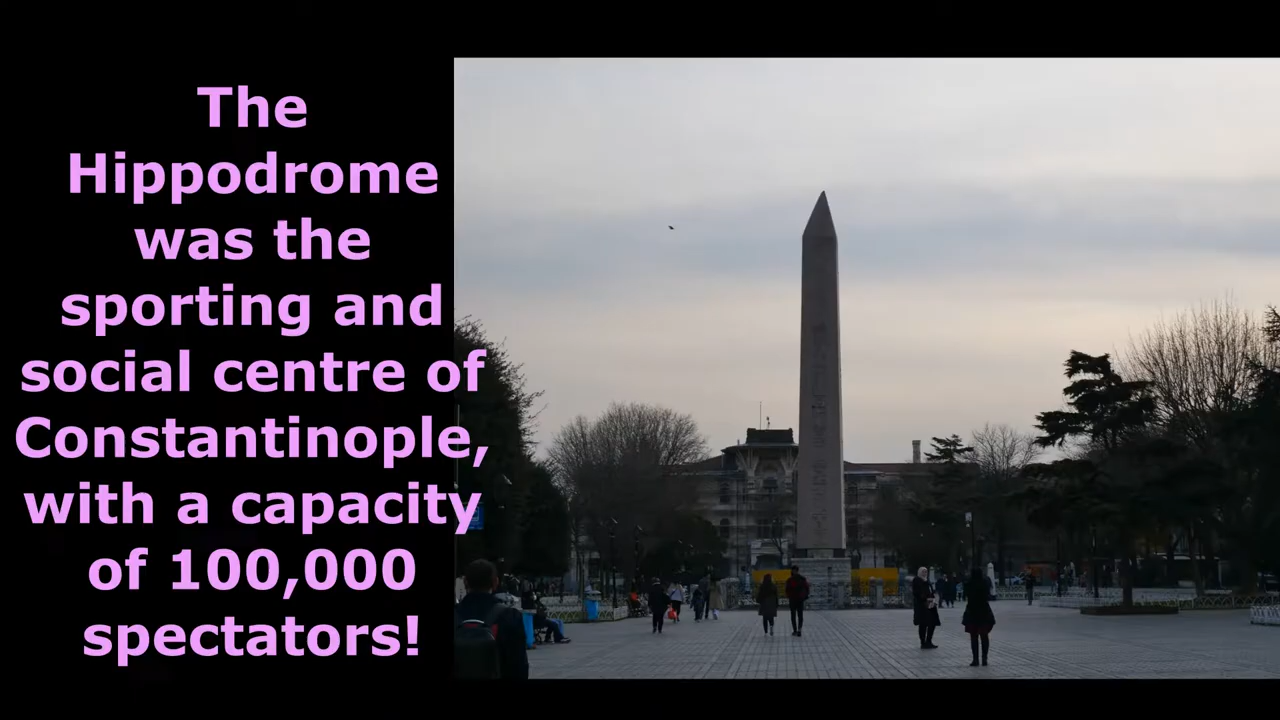 The
Hippodrome
was the
sporting and
social centre of
Constantinople,
with a capacity
of 100,000
spectators!